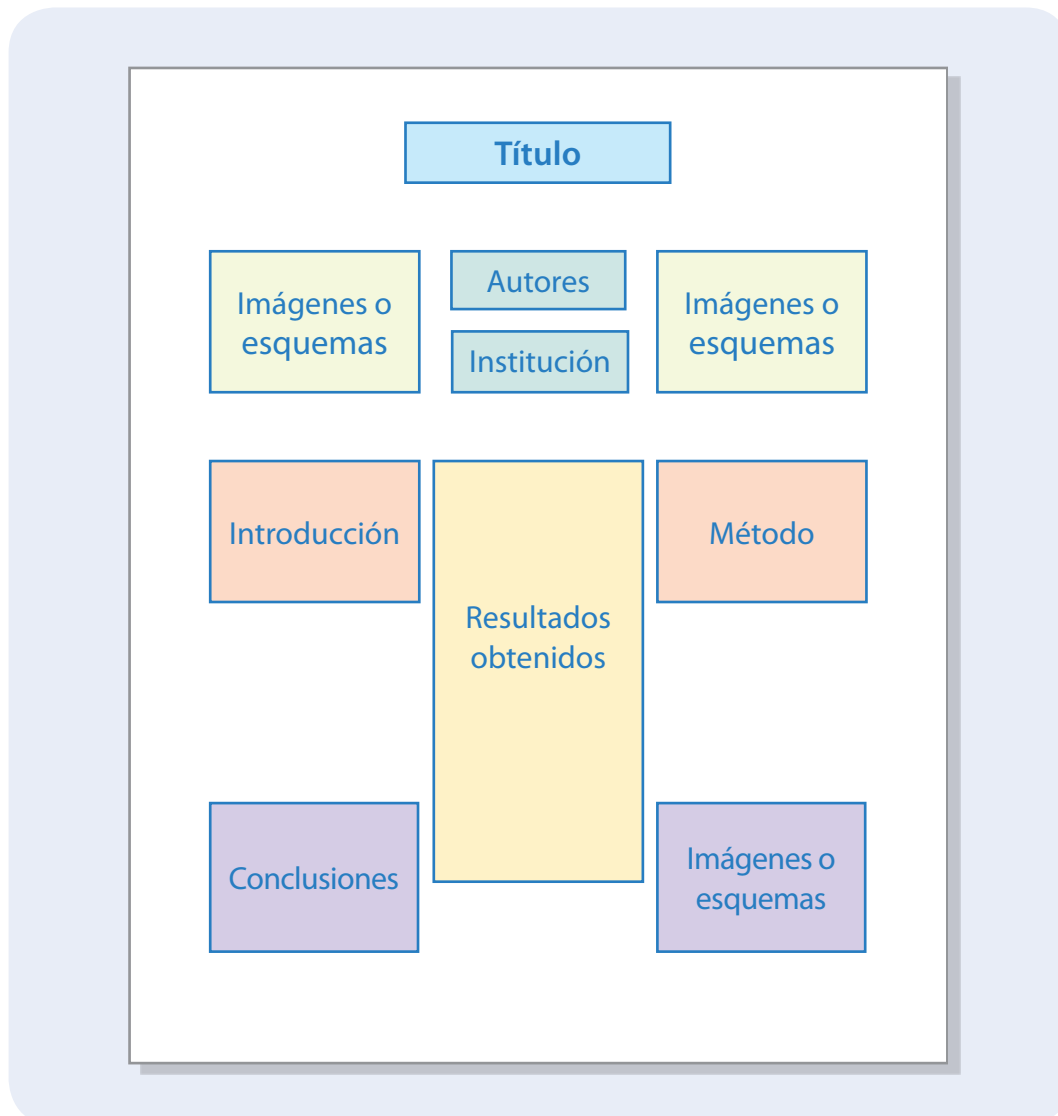 Título
Imágenes o
esquemas
Autores
Institución
Imágenes o
esquemas
Introducción
Resultados
obtenidos
Método
Conclusiones
Imágenes o
esquemas